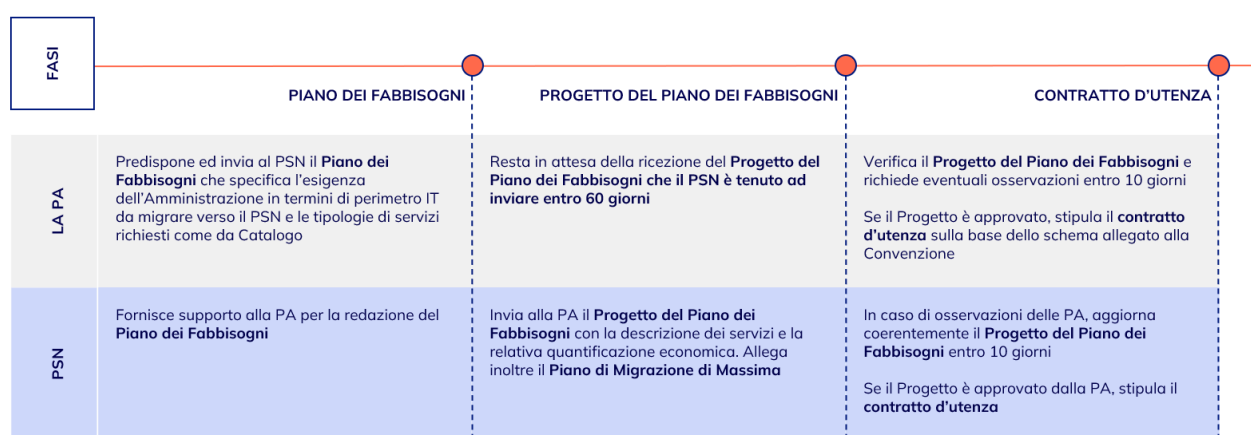 FASI
PIANO DEI FABBISOGNI
PROGETTO DEL PIANO DEI FABBISOGNI
CONTRATTO D’UTENZA
LA PA
Predispone ed invia al PSN il Piano dei
Fabbisogni che specifica l’esigenza
dell’Amministrazione in termini di perimetro IT
da migrare verso il PSN e le tipologie di servizi
richiesti come da Catalogo
Resta in attesa della ricezione del Progetto del
Piano dei Fabbisogni che il PSN è tenuto ad
inviare entro 60 giorni
Verifica il Progetto del Piano dei Fabbisogni e
richiede eventuali osservazioni entro 10 giorni
Se il Progetto è approvato, stipula il contratto
d’utenza sulla base dello schema allegato alla
Convenzione
PSN
Fornisce supporto alla PA per la redazione del
Piano dei Fabbisogni
Invia alla PA il Progetto del Piano dei
Fabbisogni con la descrizione dei servizi e la
relativa quantificazione economica. Allega
inoltre il Piano di Migrazione di Massima
In caso di osservazioni delle PA, aggiorna
coerentemente il Progetto del Piano dei
Fabbisogni entro 10 giorni
Se il Progetto è approvato dalla PA, stipula il
contratto d’utenza